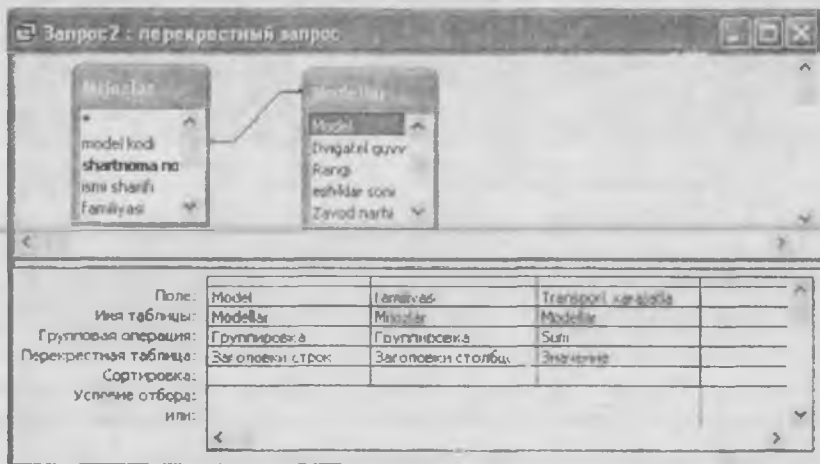 Запрос2 : перекрестный запрос
Mijozlar
*
model kodi
shartnoma no
ismi sharifi
familiyasi
Modellar
Model
Dvigatel quvv
Rangi
eshiklar soni
Zavod narhi
Поле: Model Familiyas Transport xarajatla
Имя таблицы: Modellar Mijozlar Modellar
Групповая операция: Группировка Группировка Sum
Перекрестная таблица: Заголовки строк Заголовки столбц Значение
Сортировка:
Условие отбора:
или: